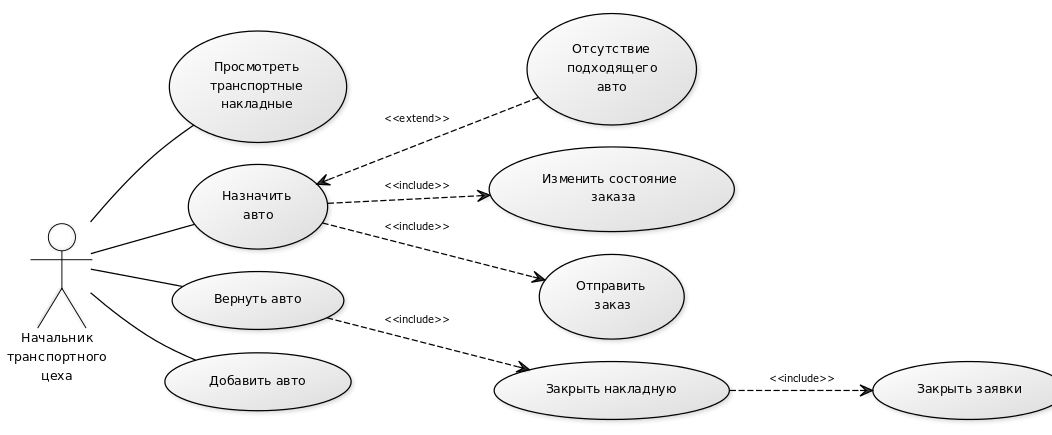 Просмотреть
транспортные
накладные
Отсутствие
подходящего
авто
<<extend>>
Назначить
авто
<<include>>
Изменить состояние
заказа
<<include>>
Отправить
заказ
Вернуть авто
<<include>>
Начальник
транспортного
цеха
Добавить авто
Закрыть накладную
<<include>>
Закрыть заявки